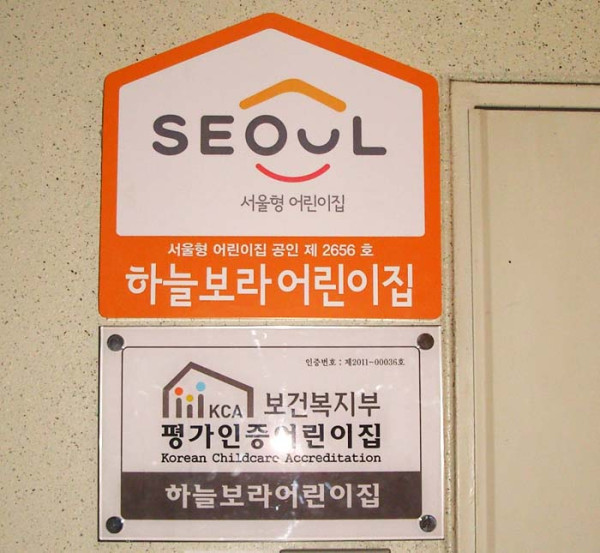 SEOUL
서울형 어린이집
서울형 어린이집 공인 제 2656 호
하늘보라어린이집
인증번호 : 제2011-00036호
KCA 보건복지부
평가인증어린이집
Korean Childcare Accreditation
하늘보라어린이집